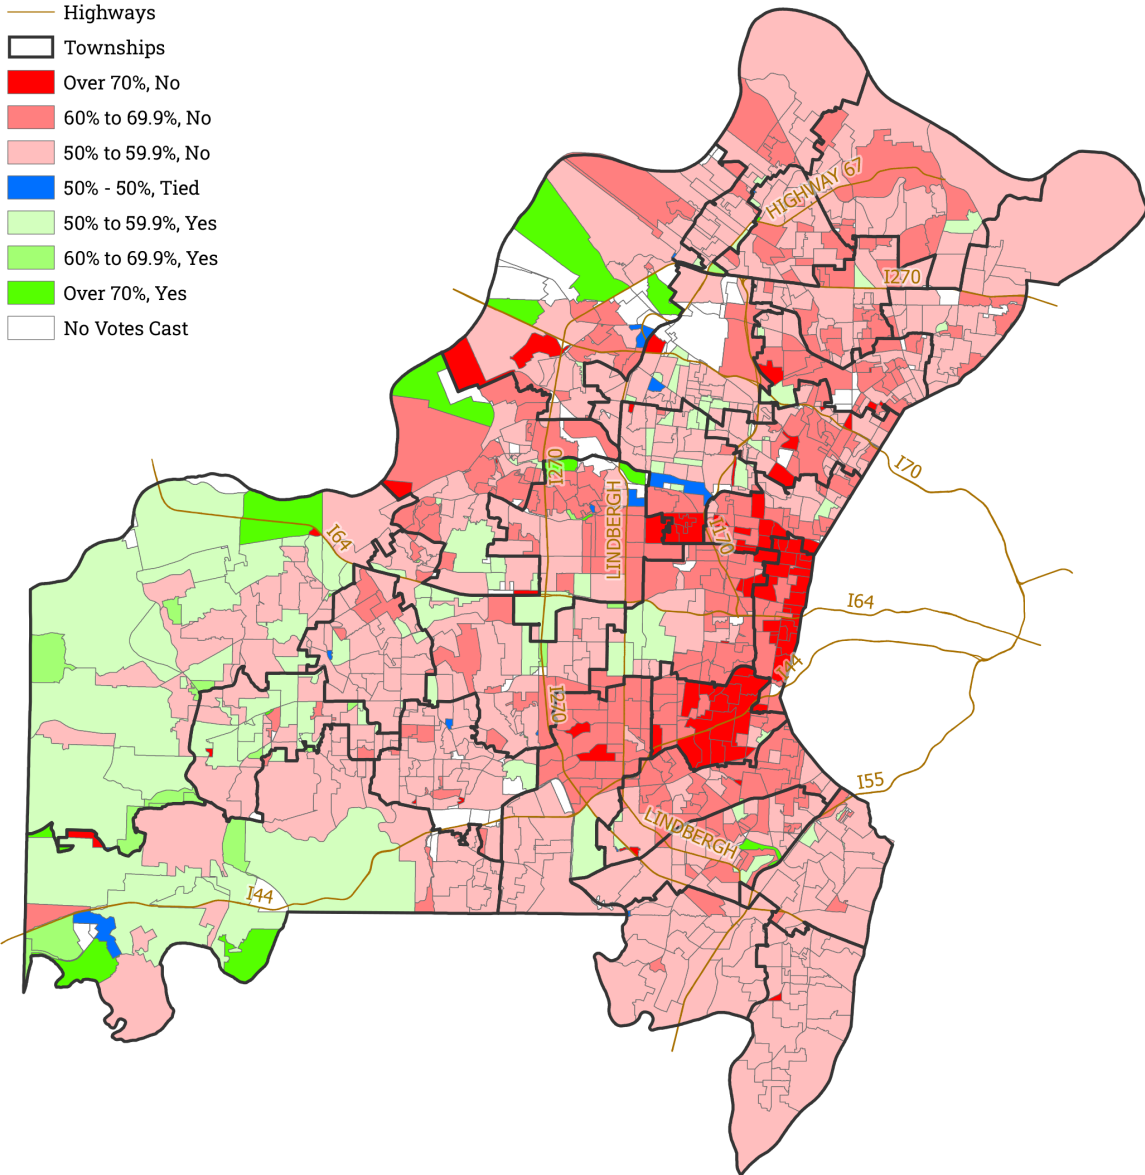 Highways
Townships
Over 70%, No
60% to 69.9%, No
50% to 59.9%, No
50% - 50%, Tied
50% to 59.9%, Yes
60% to 69.9%, Yes
Over 70%, Yes
No Votes Cast
HIGHWAY 67
I270
I270
I70
LINDBERGH
I170
I64
I64
I44
I270
I55
LINDBERGH
I44